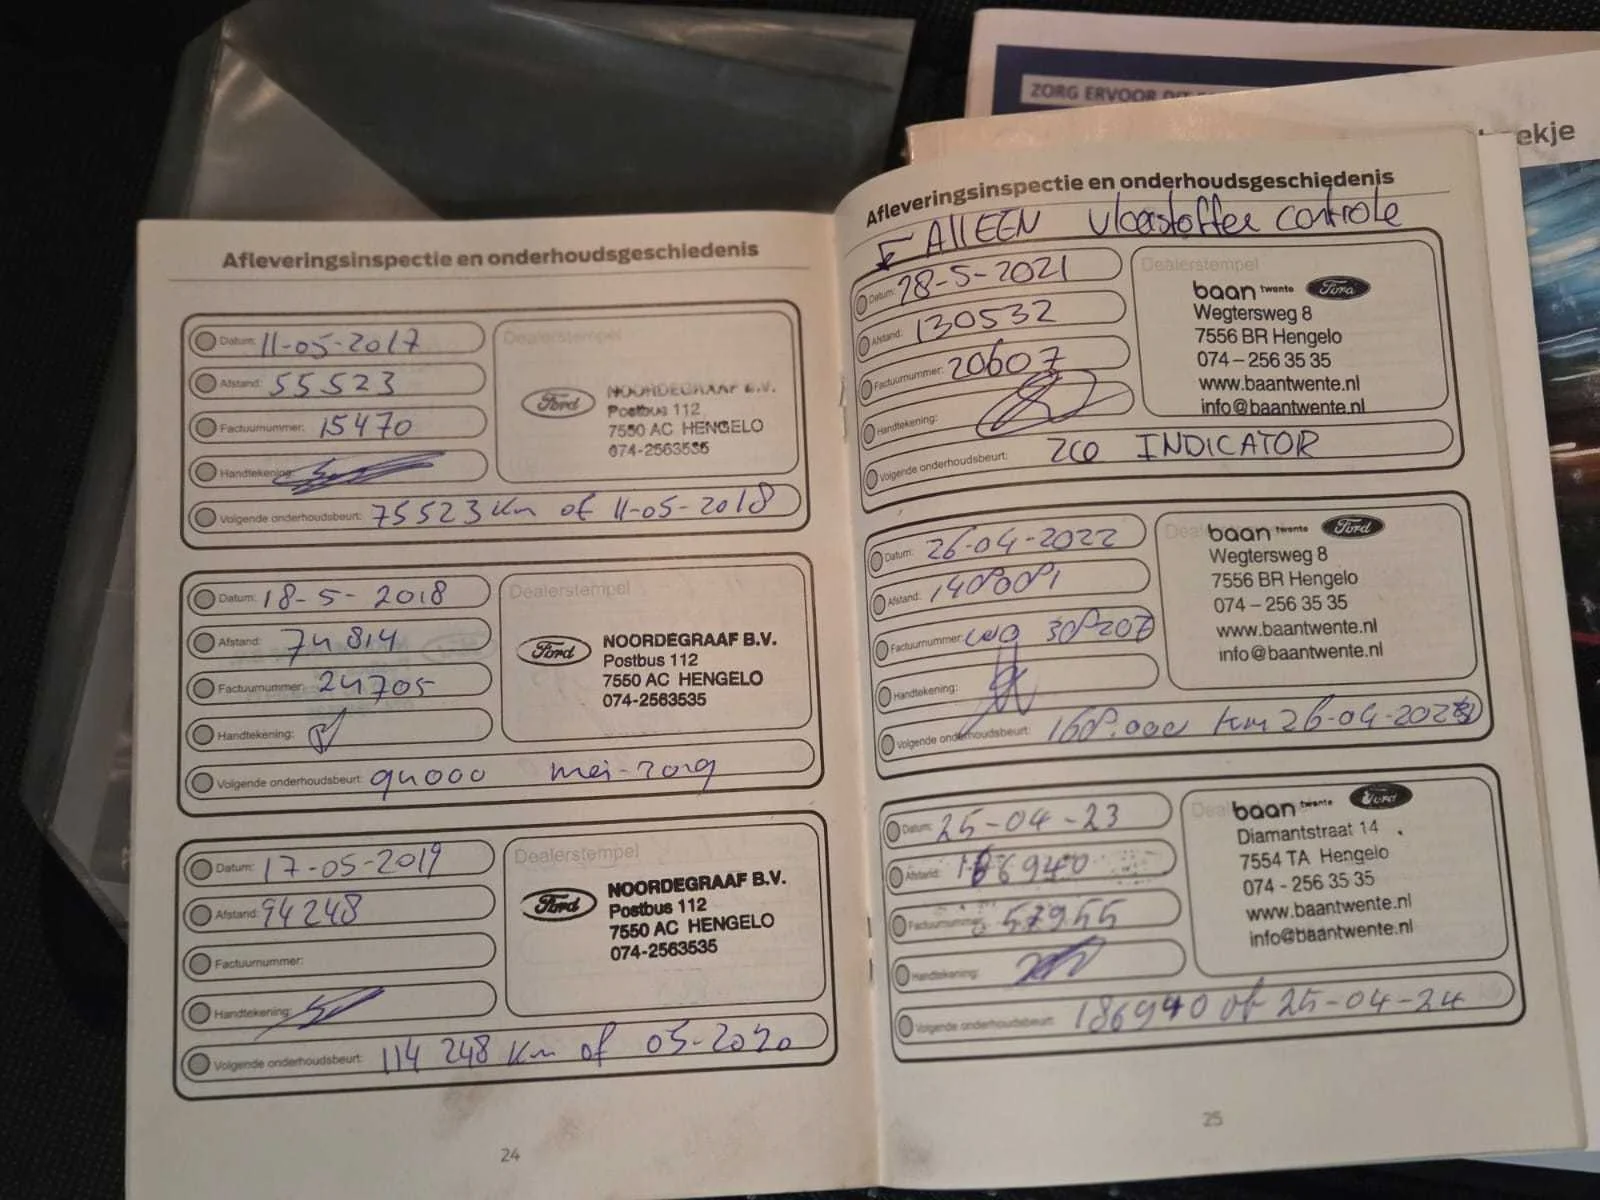 ZORG ERVOOR
ekje
Afleveringsinspectie en onderhoudsgeschiedenis
Datum: 11-05-2017
Afstand: 55523
Factuurnummer: 15470
Handtekening:
Volgende onderhoudsbeurt: 75523 Km of 11-05-2018
Dealerstempel
Ford
NOORDEGRAAF B.V.
Postbus 112
7550 AC HENGELO
074-2563535
Datum: 18-5-2018
Afstand: 74814
Factuurnummer: 24705
Handtekening:
Volgende onderhoudsbeurt: 94000 mei-2019
Dealerstempel
Ford
NOORDEGRAAF B.V.
Postbus 112
7550 AC HENGELO
074-2563535
Datum: 17-05-2019
Afstand: 94248
Factuurnummer:
Handtekening:
Volgende onderhoudsbeurt: 114 248 Km of 05-2020
Dealerstempel
Ford
NOORDEGRAAF B.V.
Postbus 112
7550 AC HENGELO
074-2563535
24
Afleveringsinspectie en onderhoudsgeschiedenis
AllEEN vloeistoffen controle
Datum: 28-5-2021
Afstand: 130532
Factuurnummer: 20607
Handtekening:
Volgende onderhoudsbeurt: zie INDICATOR
Dealerstempel
baan twente Ford
Wegtersweg 8
7556 BR Hengelo
074-256 35 35
www.baantwente.nl
info@baantwente.nl
Datum: 26-04-2022
Afstand: 148081
Factuurnummer: 308207
Handtekening:
Volgende onderhoudsbeurt: 168.000 km 26-04-2023
baan twente Ford
Wegtersweg 8
7556 BR Hengelo
074-256 35 35
www.baantwente.nl
info@baantwente.nl
Datum: 25-04-23
Afstand: 166940
Factuurnummer: 57955
Handtekening:
Volgende onderhoudsbeurt: 186940 of 25-04-24
baan twente Ford
Diamantstraat 14
7554 TA Hengelo
074-256 35 35
www.baantwente.nl
info@baantwente.nl
25